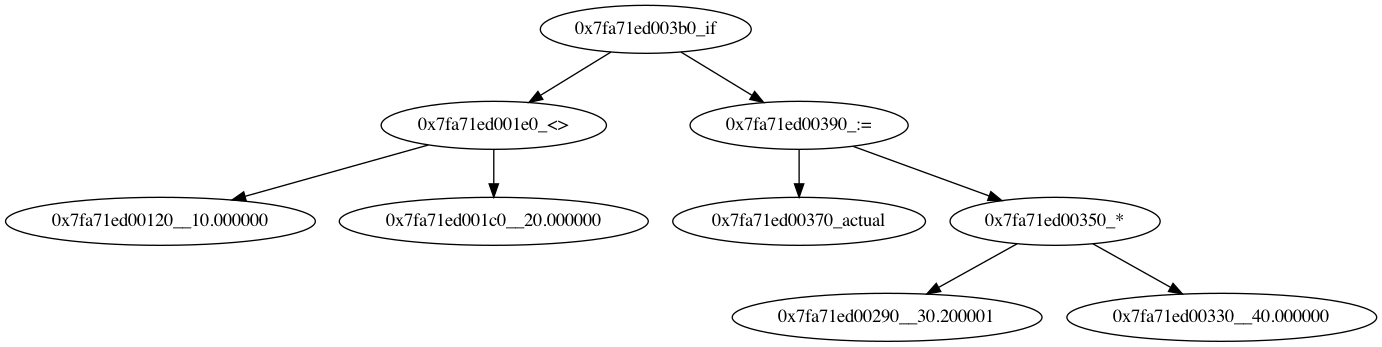 0x7fa71ed003b0_if
0x7fa71ed001e0_<>
0x7fa71ed00390_:=
0x7fa71ed00120__10.000000
0x7fa71ed001c0__20.000000
0x7fa71ed00370_actual
0x7fa71ed00350_*
0x7fa71ed00290__30.200001
0x7fa71ed00330__40.000000